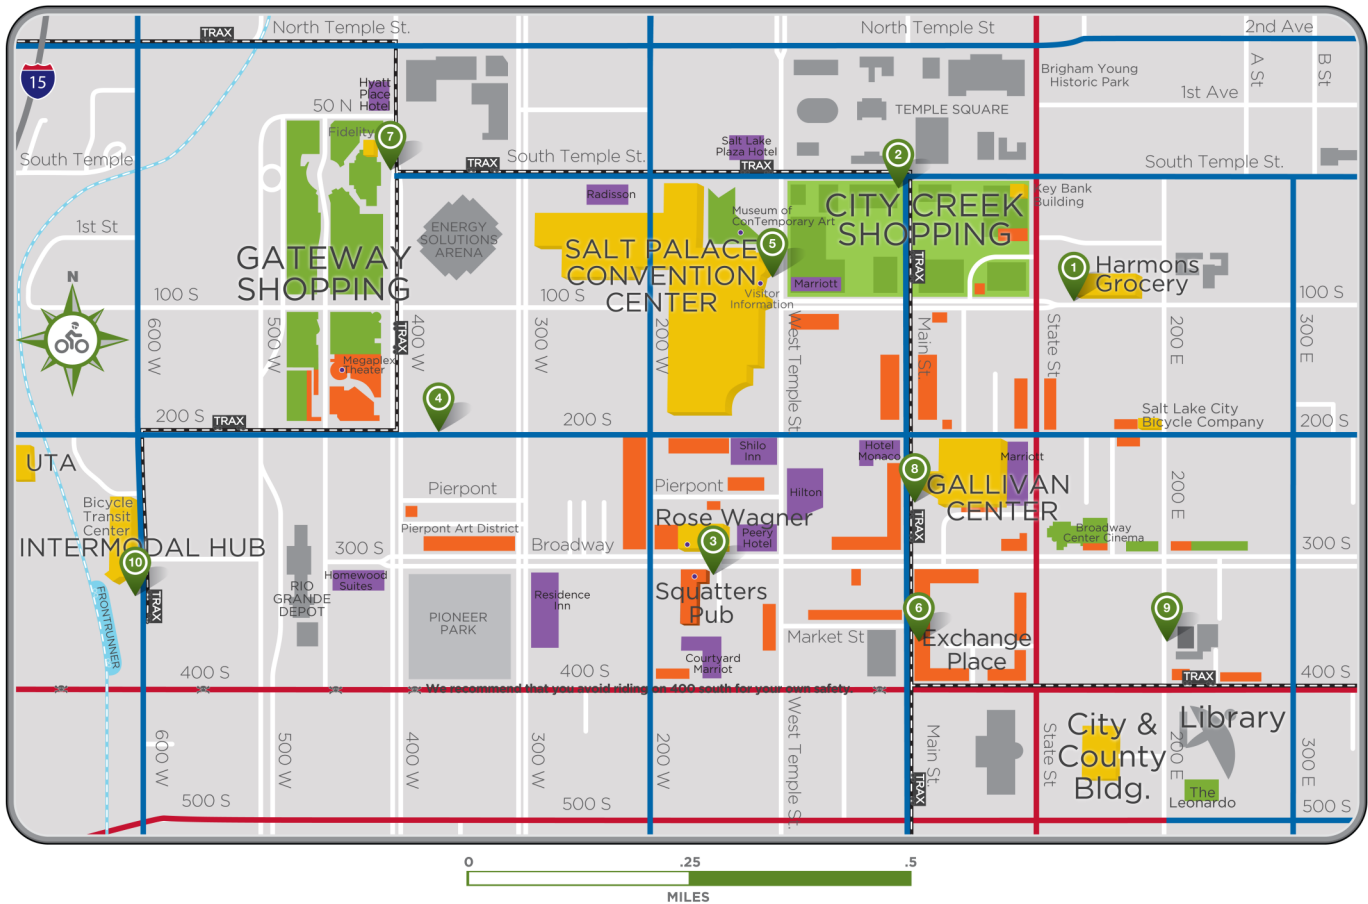 TRAX
North Temple St.
North Temple St
2nd Ave
15
Hyatt
Place
Hotel
50 N
Brigham Young
Historic Park
A St
B St
1st Ave
TEMPLE SQUARE
Fidelity
7
South Temple
TRAX
South Temple St.
Salt Lake
Plaza Hotel
TRAX
2
South Temple St.
Radisson
Key Bank
Building
1st St
ENERGY
SOLUTIONS
ARENA
Museum of
ConTemporary Art
CITY CREEK
SHOPPING
GATEWAY
SHOPPING
SALT PALACE
CONVENTION
CENTER
5
TRAX
1
Harmons
Grocery
N
100 S
100 S
Visitor
Information
Marriott
100 S
600 W
500 W
TRAX
400 W
300 W
200 W
West Temple St
Main St.
State St
200 E
300 E
Megaplex
Theater
4
200 S
TRAX
200 S
Salt Lake City
Bicycle Company
200 S
UTA
Shilo
Inn
Hotel
Monaco
8
Marriott
Pierpont
Pierpont
Hilton
GALLIVAN
CENTER
200 E
Bicycle
Transit
Center
Pierpont Art District
Rose Wagner
TRAX
Broadway
Center Cinema
INTERMODAL HUB
300 S
Broadway
3
Peery
Hotel
300 S
10
TRAX
FRONTRUNNER
RIO
GRANDE
DEPOT
Homewood
Suites
PIONEER
PARK
Residence
Inn
Squatters
Pub
6
9
Market St
Exchange
Place
Courtyard
Marriot
400 S
400 S
400 S
TRAX
We recommend that you avoid riding on 400 south for your own safety.
600 W
500 W
400 W
300 W
200 W
West Temple St.
Main St.
State St
City &
County
Bldg.
200 E
Library
300 E
TRAX
The
Leonardo
500 S
500 S
500 S
0
.25
.5
MILES